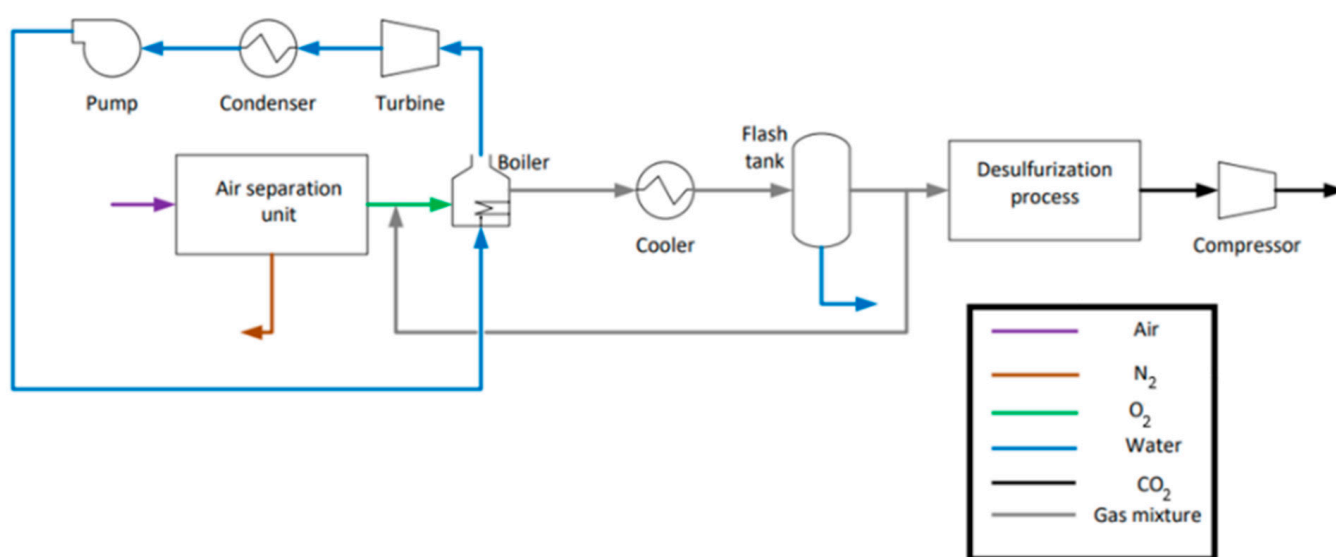 Pump
Condenser
Turbine
Air separation
unit
Boiler
Cooler
Flash
tank
Desulfurization
process
Compressor
Air
N2
O2
Water
CO2
Gas mixture